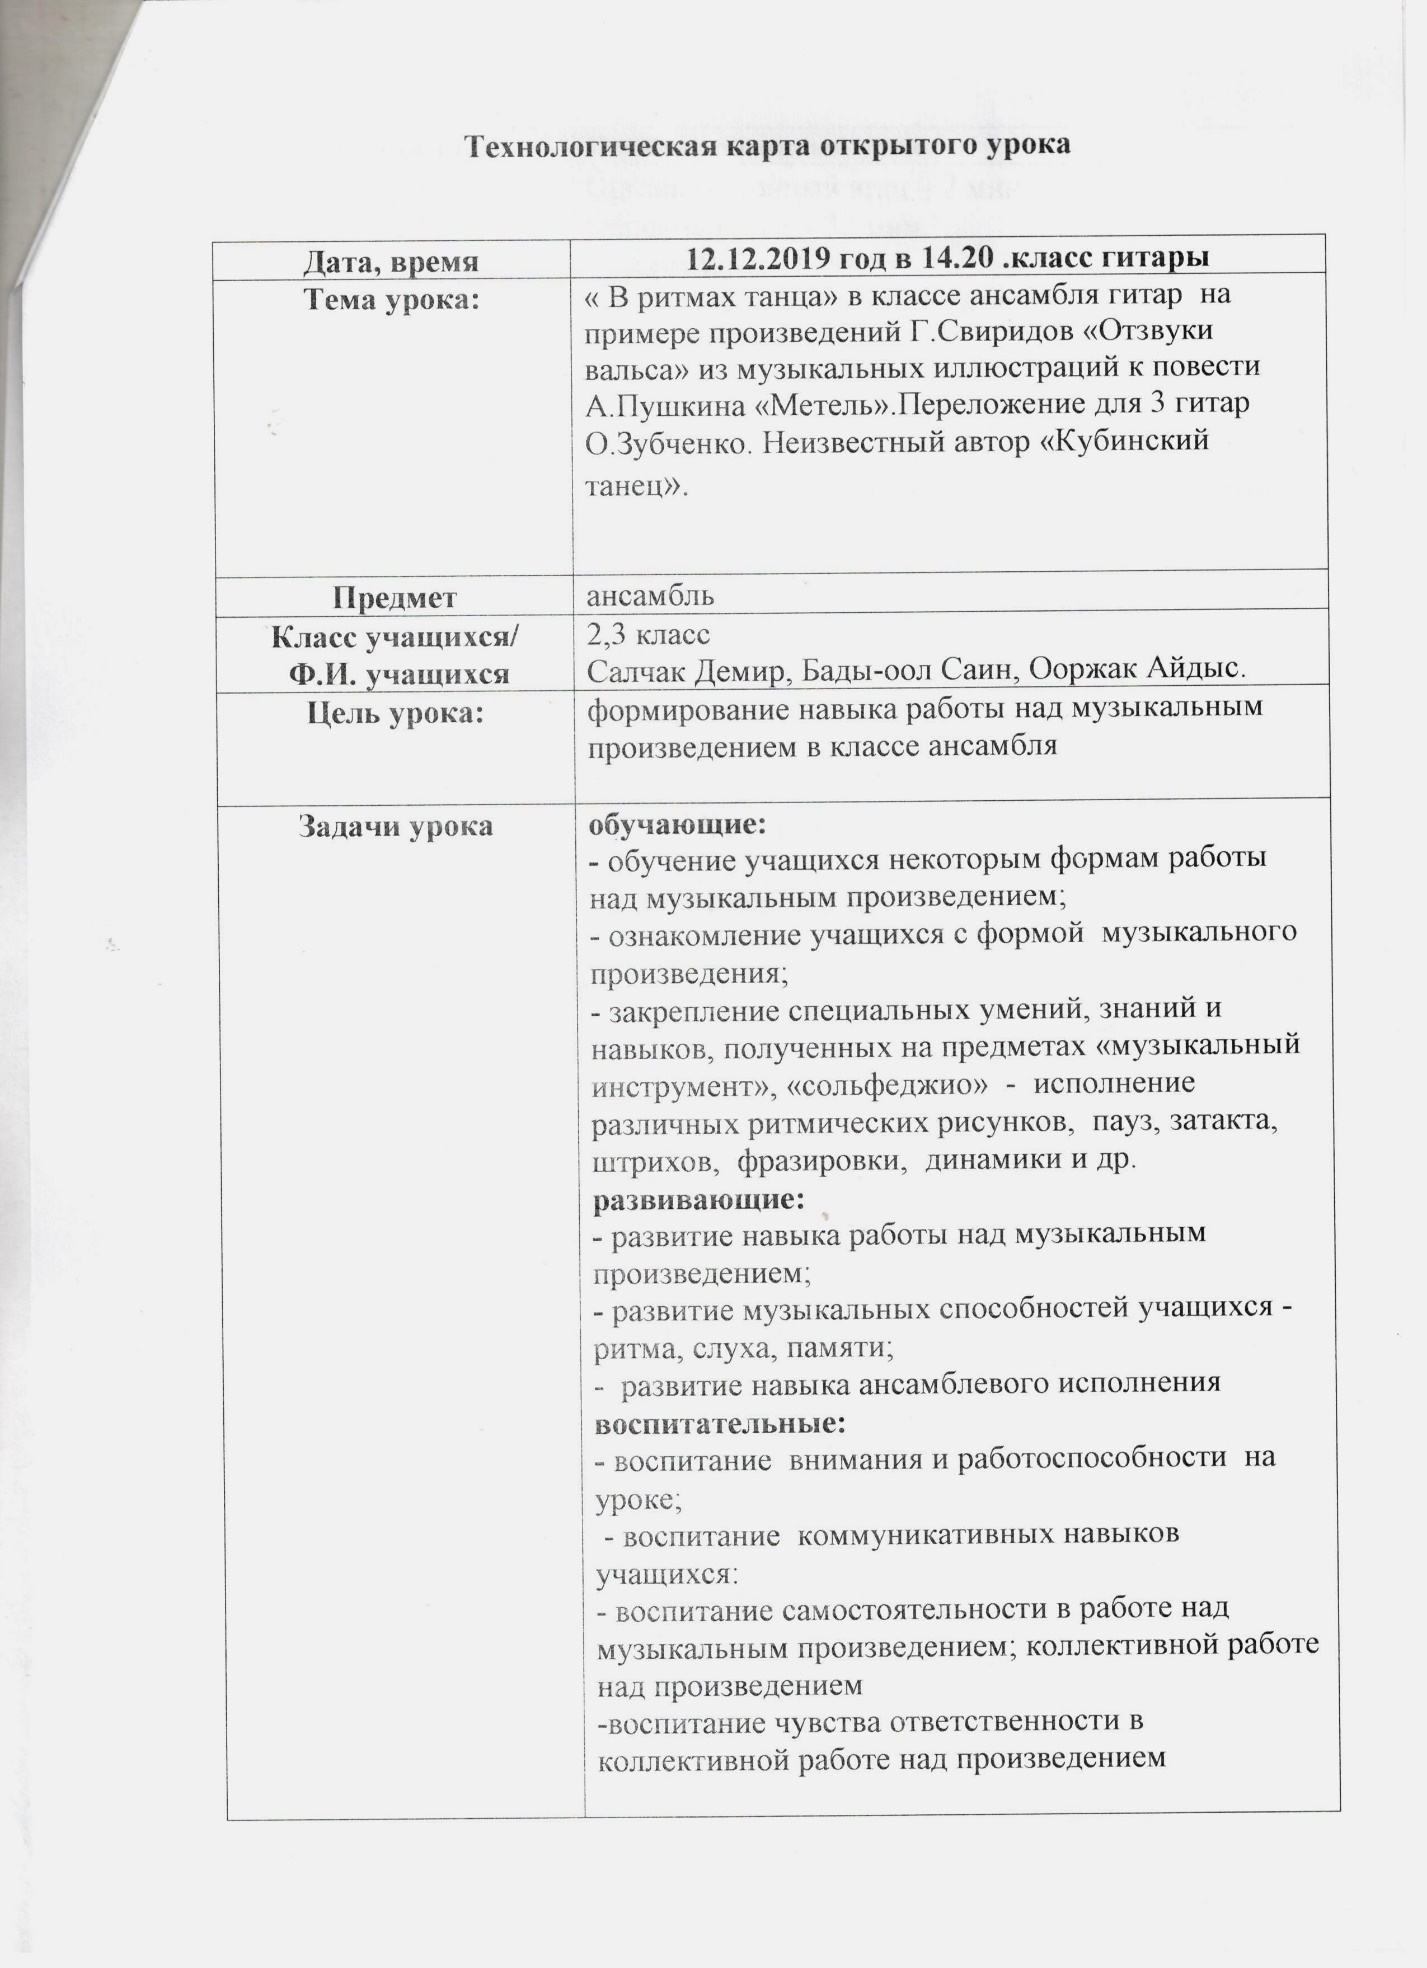 Технологическая карта открытого урока
Дата, время
12.12.2019 год в 14.20 .класс гитары
Тема урока:
« В ритмах танца» в классе ансамбля гитар на
примере произведений Г.Свиридов «Отзвуки
вальса» из музыкальных иллюстраций к повести
А.Пушкина «Метель».Переложение для 3 гитар
О.Зубченко. Неизвестный автор «Кубинский
танец».
Предмет
ансамбль
Класс учащихся/
Ф.И. учащихся
2,3 класс
Салчак Демир, Бады-оол Саин, Ооржак Айдыс.
Цель урока:
формирование навыка работы над музыкальным
произведением в классе ансамбля
Задачи урока
обучающие:
- обучение учащихся некоторым формам работы
над музыкальным произведением;
- ознакомление учащихся с формой музыкального
произведения;
- закрепление специальных умений, знаний и
навыков, полученных на предметах «музыкальный
инструмент», «сольфеджио» - исполнение
различных ритмических рисунков, пауз, затакта,
штрихов, фразировки, динамики и др.
развивающие:
- развитие навыка работы над музыкальным
произведением;
- развитие музыкальных способностей учащихся -
ритма, слуха, памяти;
- развитие навыка ансамблевого исполнения
воспитательные:
- воспитание внимания и работоспособности на
уроке;
- воспитание коммуникативных навыков
учащихся:
- воспитание самостоятельности в работе над
музыкальным произведением; коллективной работе
над произведением
-воспитание чувства ответственности в
коллективной работе над произведением